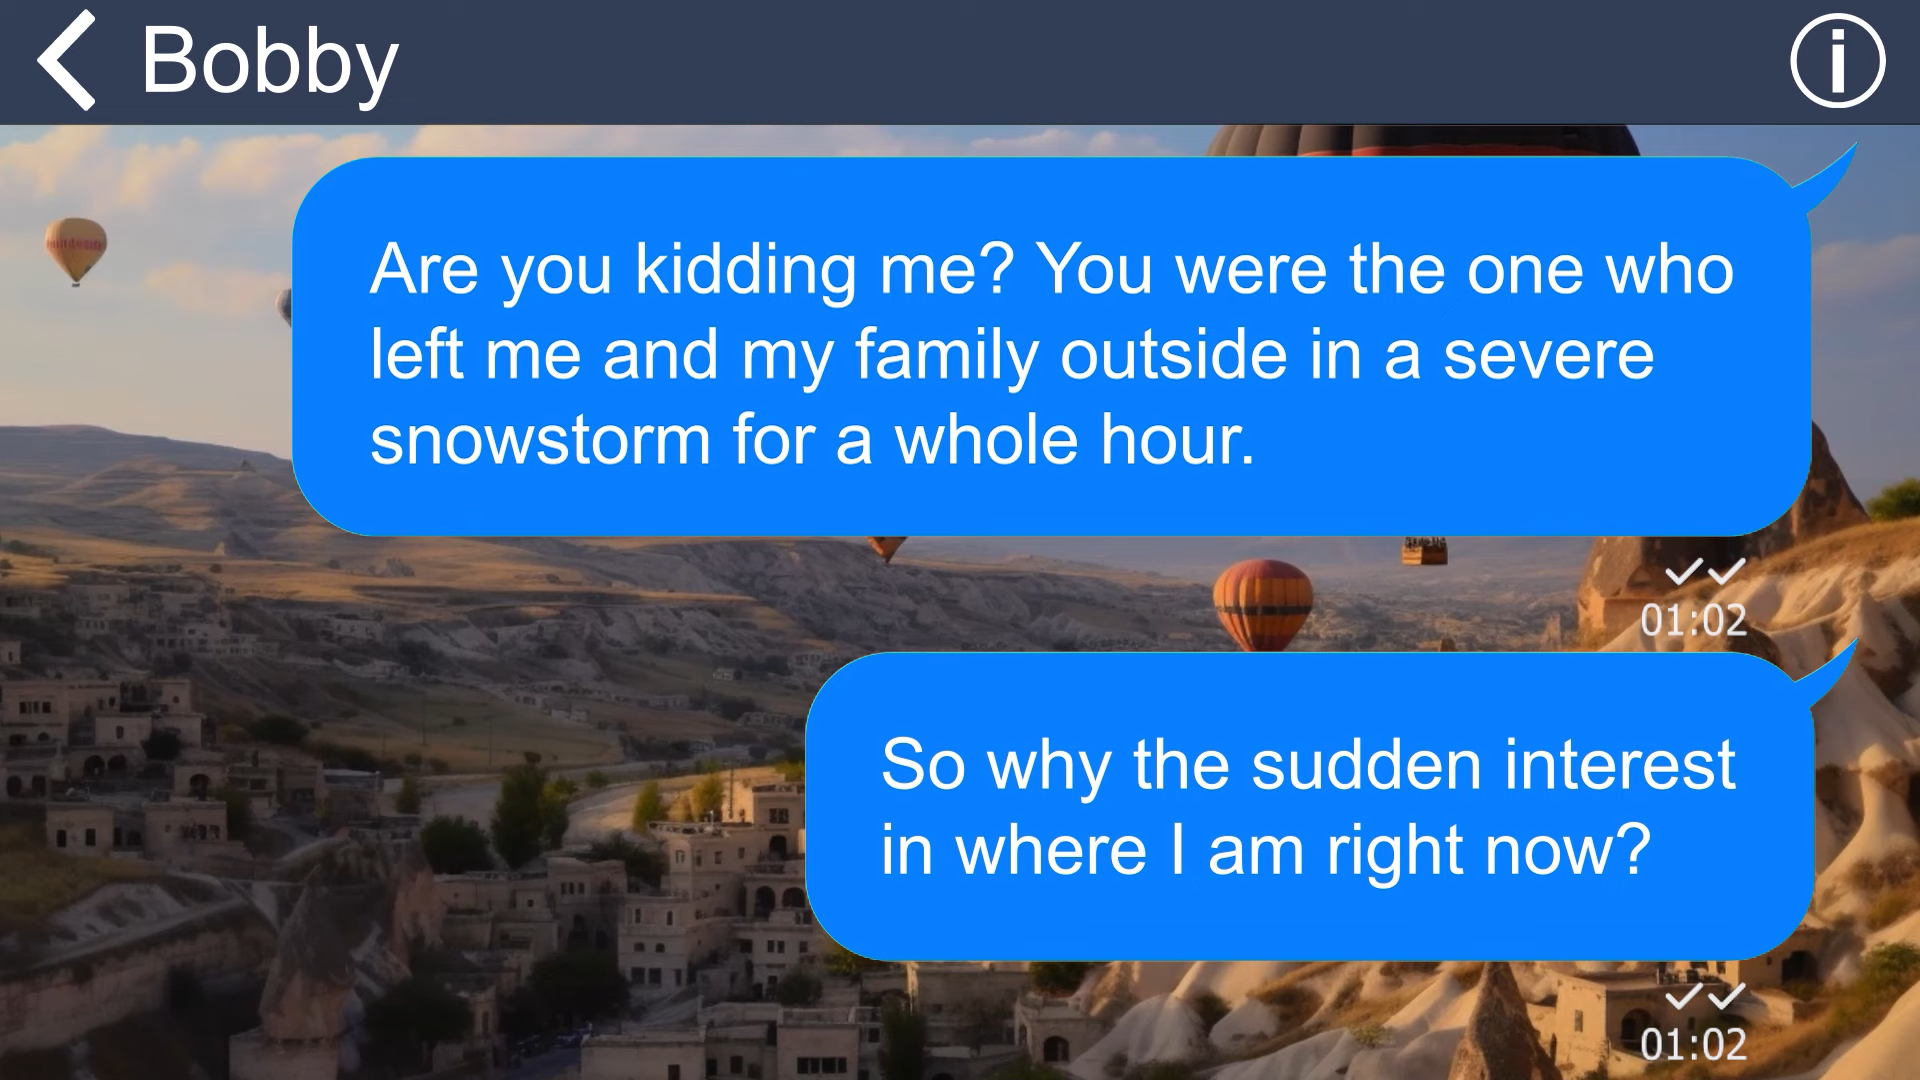 Bobby
Are you kidding me? You were the one who
left me and my family outside in a severe
snowstorm for a whole hour.
01:02
So why the sudden interest
in where I am right now?
01:02